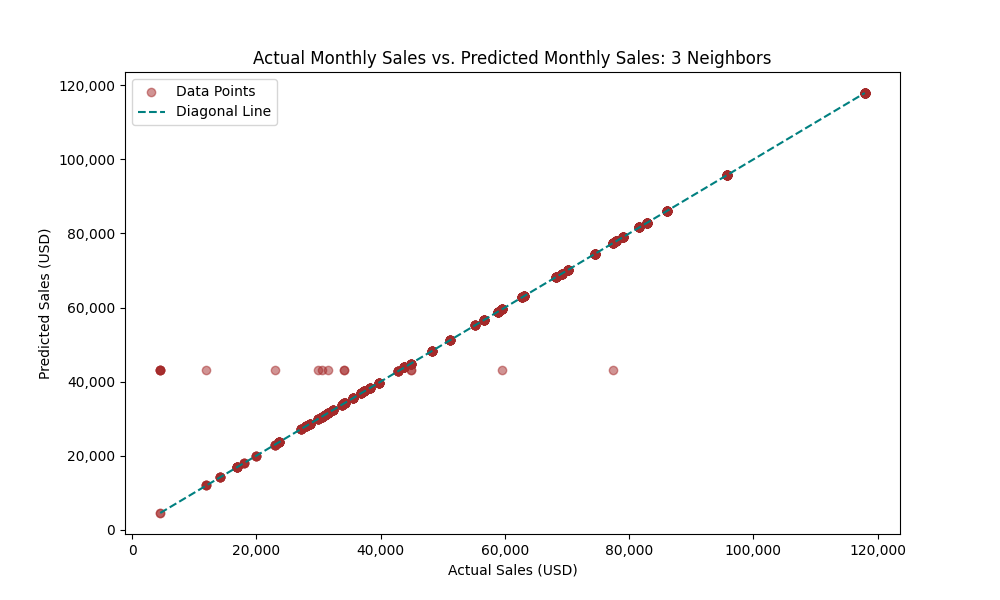 Actual Monthly Sales vs. Predicted Monthly Sales: 3 Neighbors
Data Points
Diagonal Line
120,000
100,000
80,000
60,000
40,000
20,000
0
Predicted Sales (USD)
0
20,000
40,000
60,000
80,000
100,000
120,000
Actual Sales (USD)